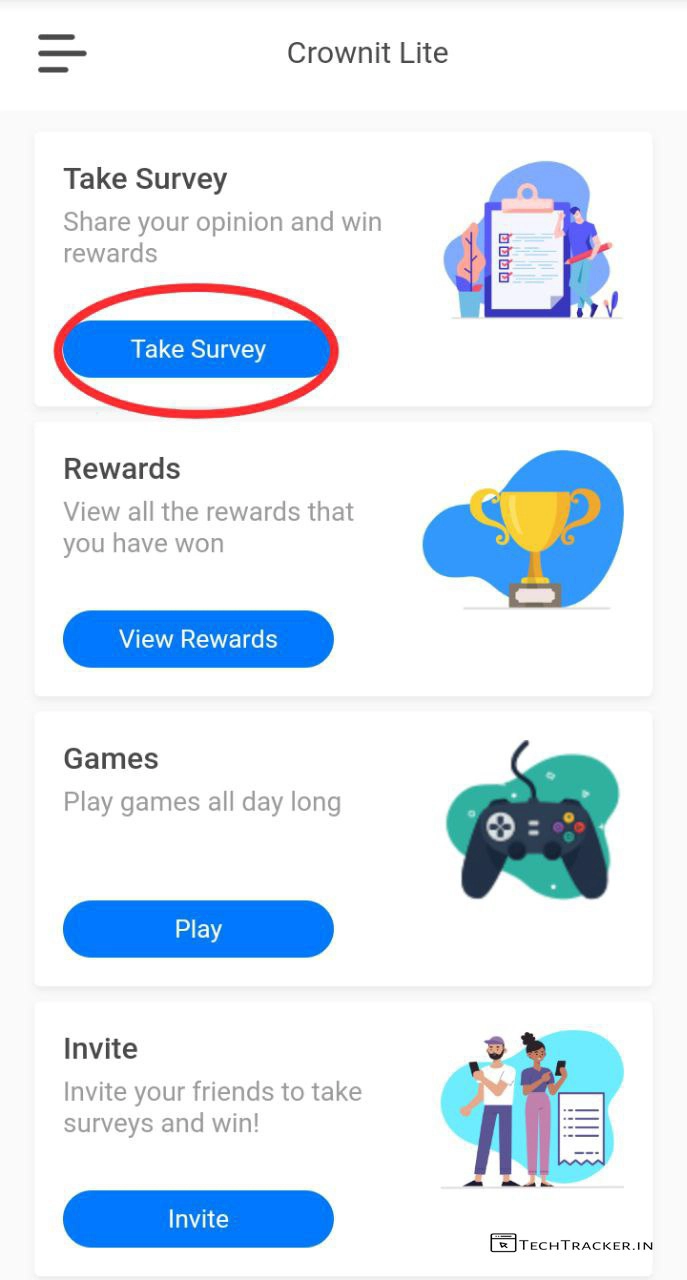 Crownit Lite
Take Survey
Share your opinion and win
rewards
Take Survey
Rewards
View all the rewards that
you have won
View Rewards
Games
Play games all day long
Play
Invite
Invite your friends to take
surveys and win!
Invite
TECHTRACKER.IN